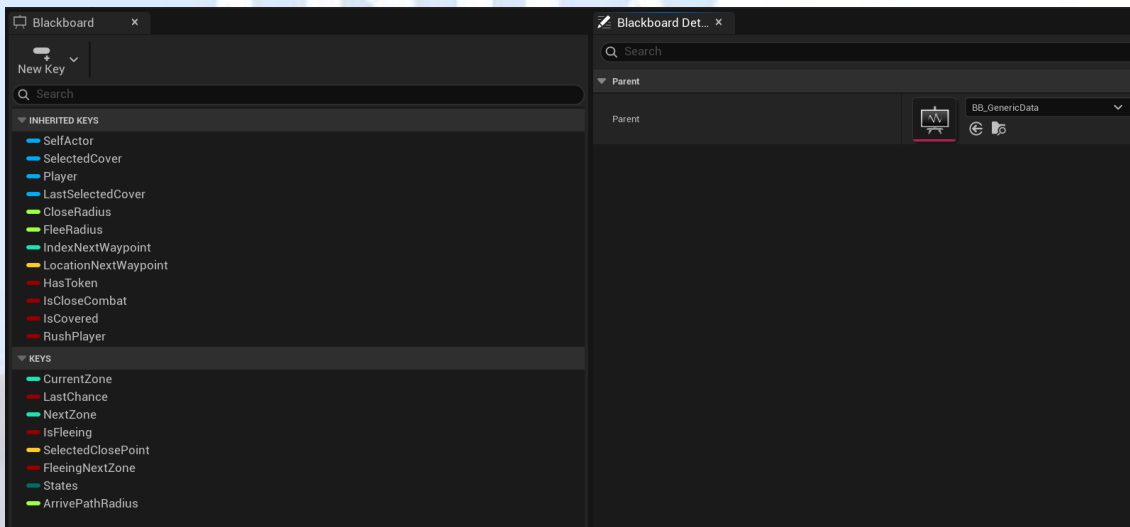 Blackboard
New Key
Search
INHERITED KEYS
SelfActor
SelectedCover
Player
LastSelectedCover
CloseRadius
FleeRadius
IndexNextWaypoint
LocationNextWaypoint
HasToken
IsCloseCombat
IsCovered
RushPlayer
KEYS
CurrentZone
LastChance
NextZone
IsFleeing
SelectedClosePoint
FleeingNextZone
States
ArrivePathRadius
Blackboard Det...
Search
Parent
Parent
BB_GenericData